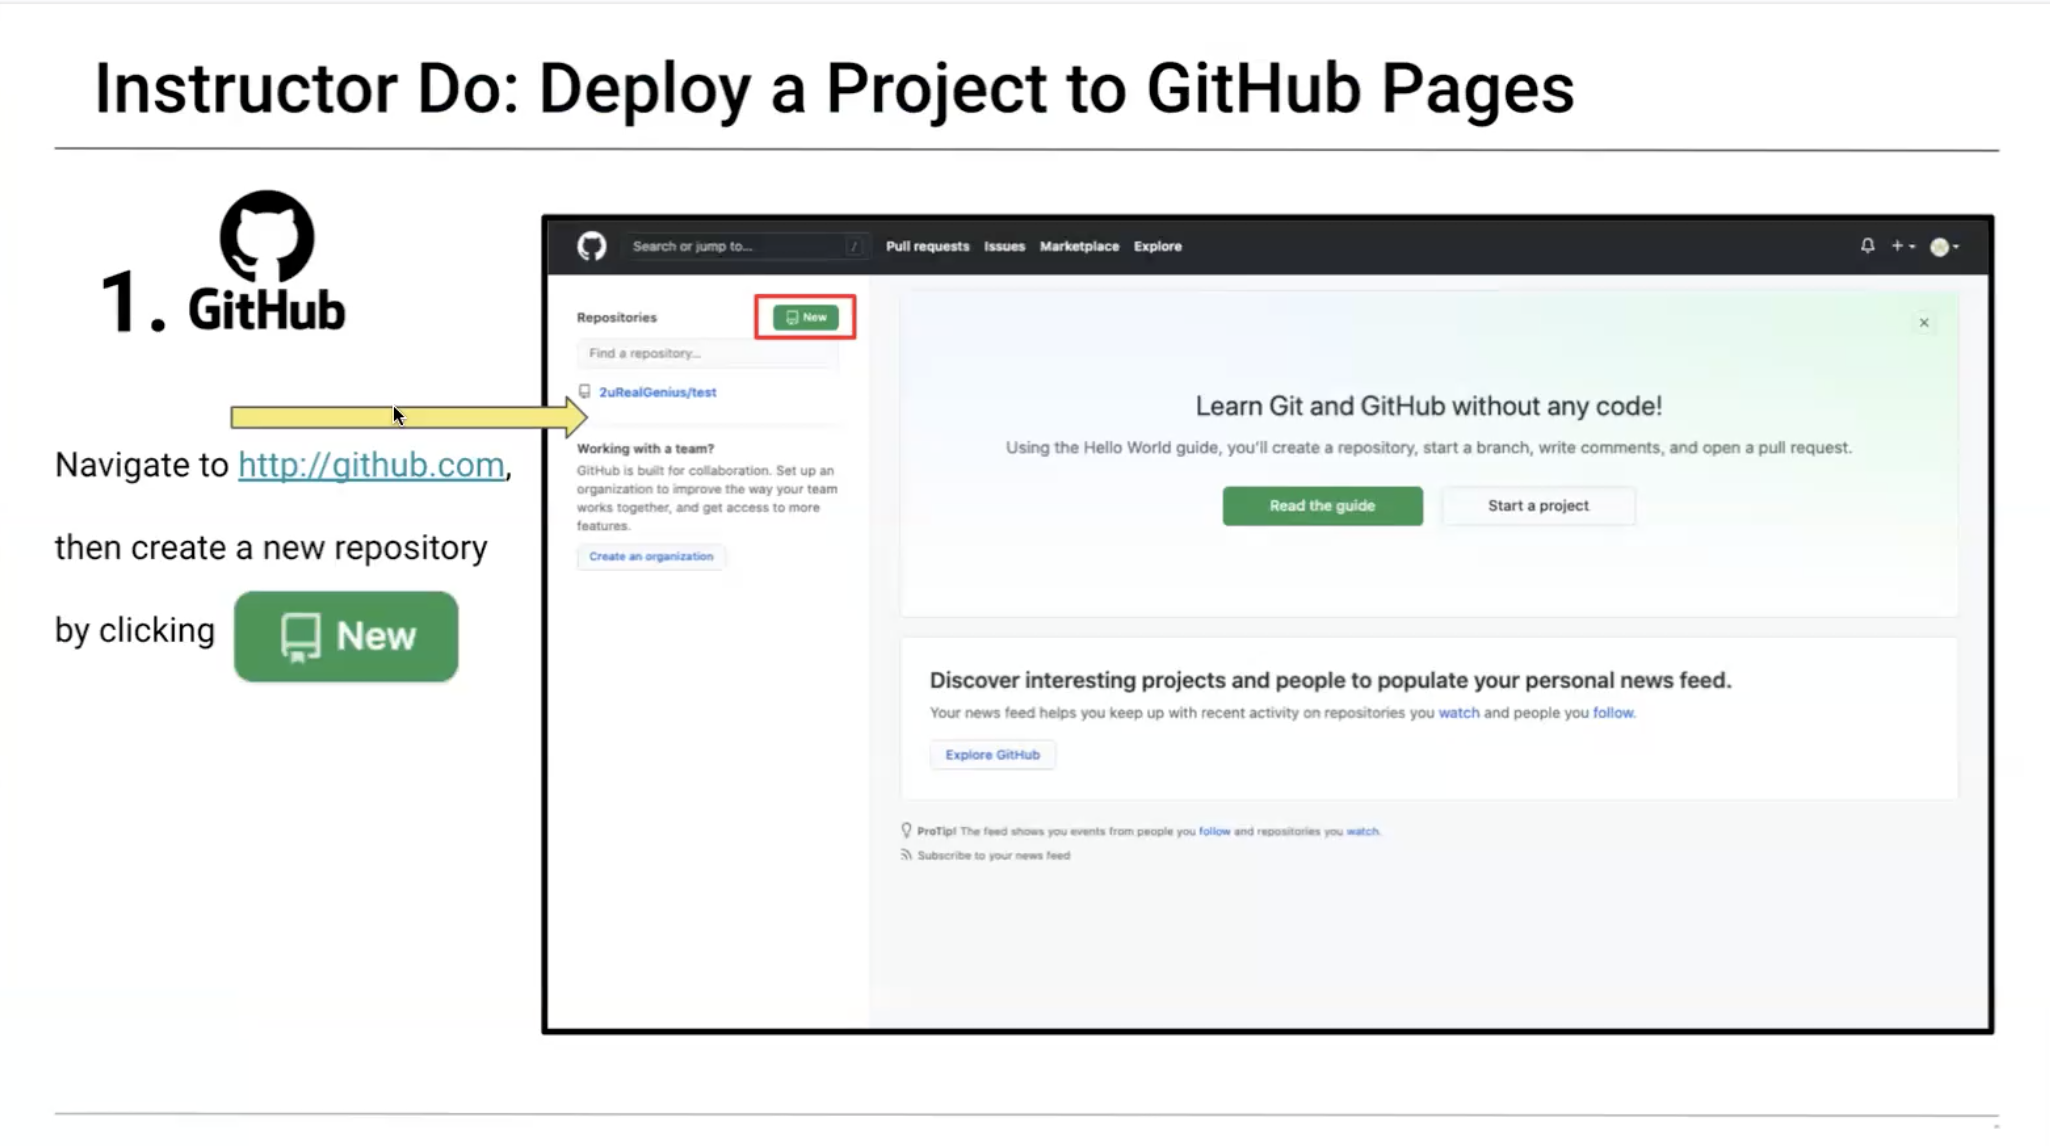 Instructor Do: Deploy a Project to GitHub Pages
1.
GitHub
Navigate to http://github.com,
then create a new repository
by clicking
New
Search or jump to...
/
Pull requests
Issues
Marketplace
Explore
Repositories
New
Find a repository...
2uRealGenius/test
Working with a team?
GitHub is built for collaboration. Set up an
organization to improve the way your team
works together, and get access to more
features.
Create an organization
Learn Git and GitHub without any code!
Using the Hello World guide, you'll create a repository, start a branch, write comments, and open a pull request.
Read the guide
Start a project
Discover interesting projects and people to populate your personal news feed.
Your news feed helps you keep up with recent activity on repositories you watch and people you follow.
Explore GitHub
ProTip! The feed shows you events from people you follow and repositories you watch.
Subscribe to your news feed